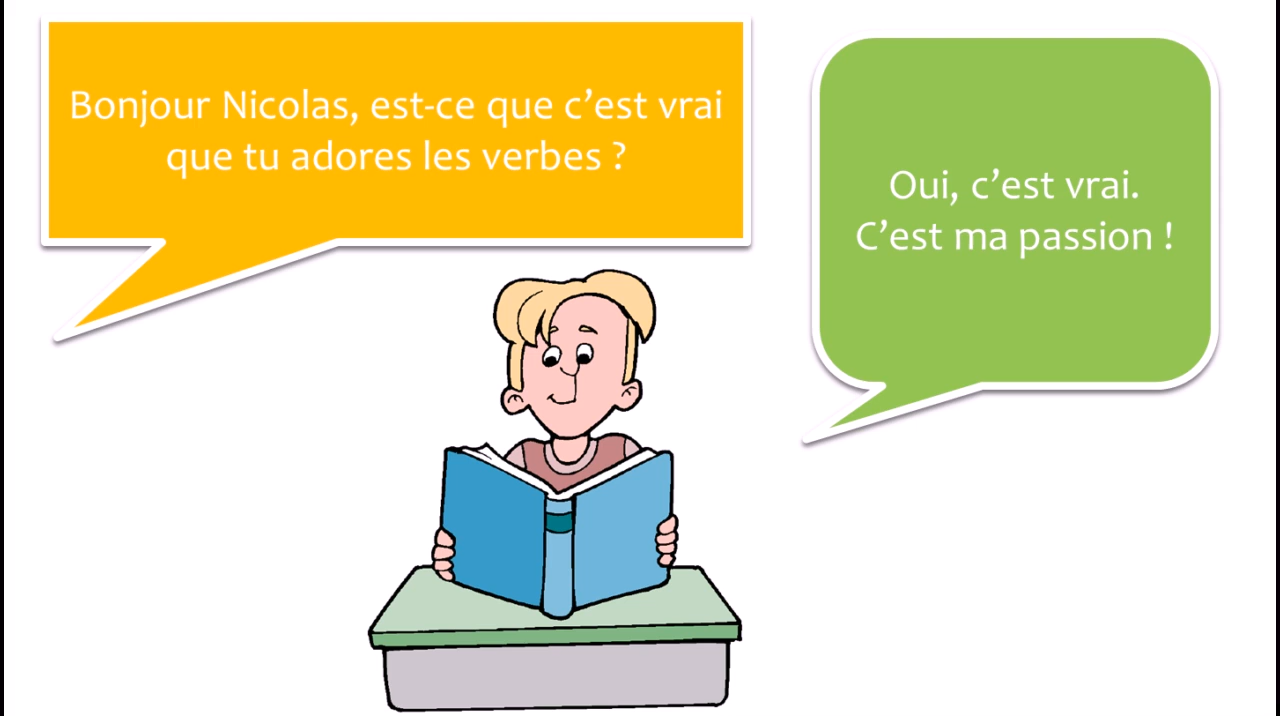 Bonjour Nicolas, est-ce que c’est vrai
que tu adores les verbes ?
Oui, c’est vrai.
C’est ma passion !